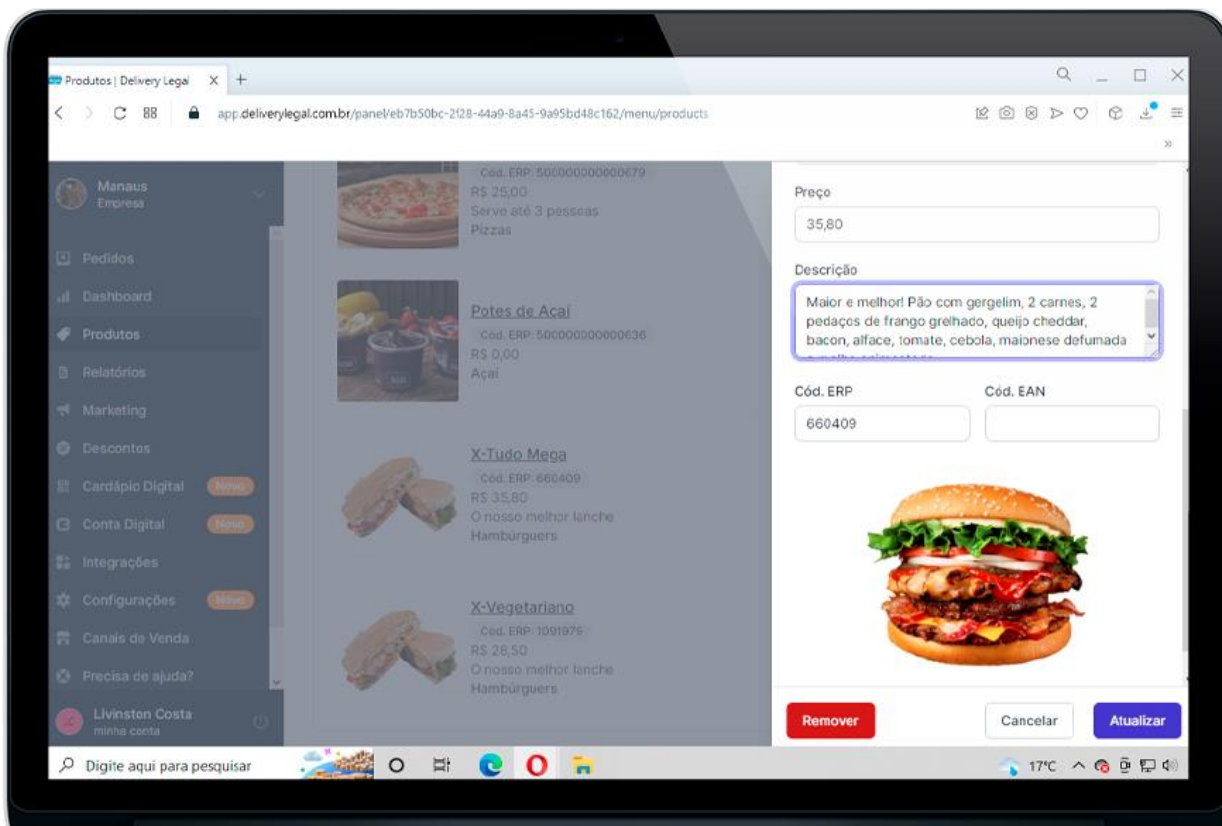 Produtos | Delivery Legal X +
app.deliverylegal.com.br/panel/eb7b50bc-2f28-44a9-8a45-9a95bd48c162/menu/products
»
Manaus
Empresa
Pedidos
Dashboard
Produtos
Relatórios
Marketing
Descontos
Cardápio Digital Novo
Conta Digital Novo
Integrações
Configurações Novo
Canais de Venda
Precisa de ajuda?
Livinston Costa
minha conta
Cód. ERP: 500000000000679
R$ 25,00
Serve até 3 pessoas
Pizzas
Potes de Açaí
Cód. ERP: 500000000000636
R$ 0,00
Açaí
X-Tudo Mega
Cód. ERP: 660409
R$ 35,80
O nosso melhor lanche
Hambúrguers
X-Vegetariano
Cód. ERP: 1091979
R$ 28,50
O nosso melhor lanche
Hambúrguers
Preço
35,80
Descrição
Maior e melhor! Pão com gergelim, 2 carnes, 2
pedaços de frango grelhado, queijo cheddar,
bacon, alface, tomate, cebola, maionese defumada
Cód. ERP Cód. EAN
660409
Remover Cancelar Atualizar
Digite aqui para pesquisar
17°C